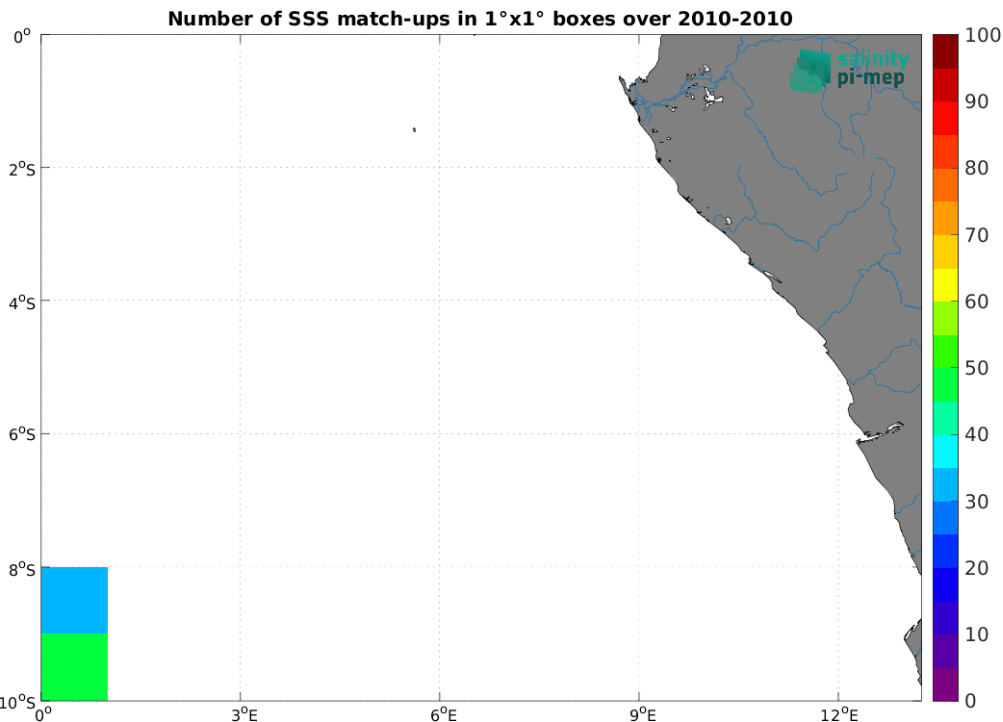 Number of SSS match-ups in 1°x1° boxes over 2010-2010
salinity
pi-mep
0°
2°S
4°S
6°S
8°S
10°S
0°
3°E
6°E
9°E
12°E
100
90
80
70
60
50
40
30
20
10
0